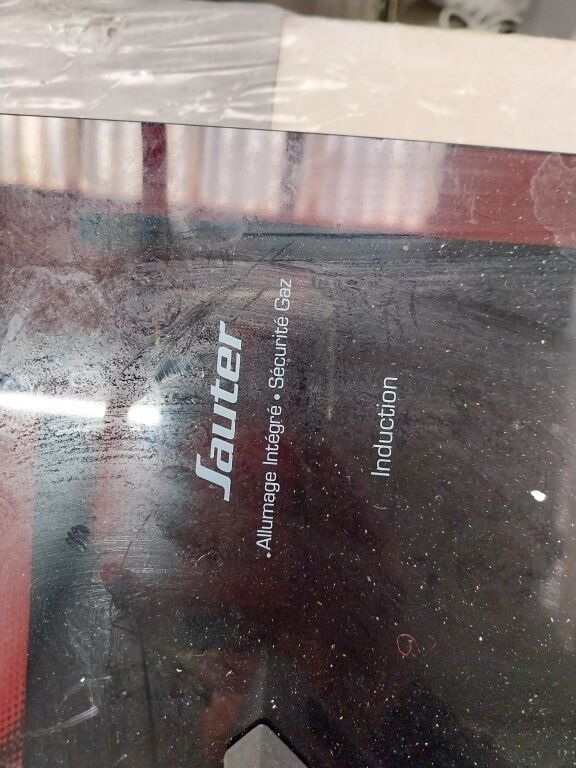 Sauter
• Allumage Intégré • Sécurité Gaz
Induction